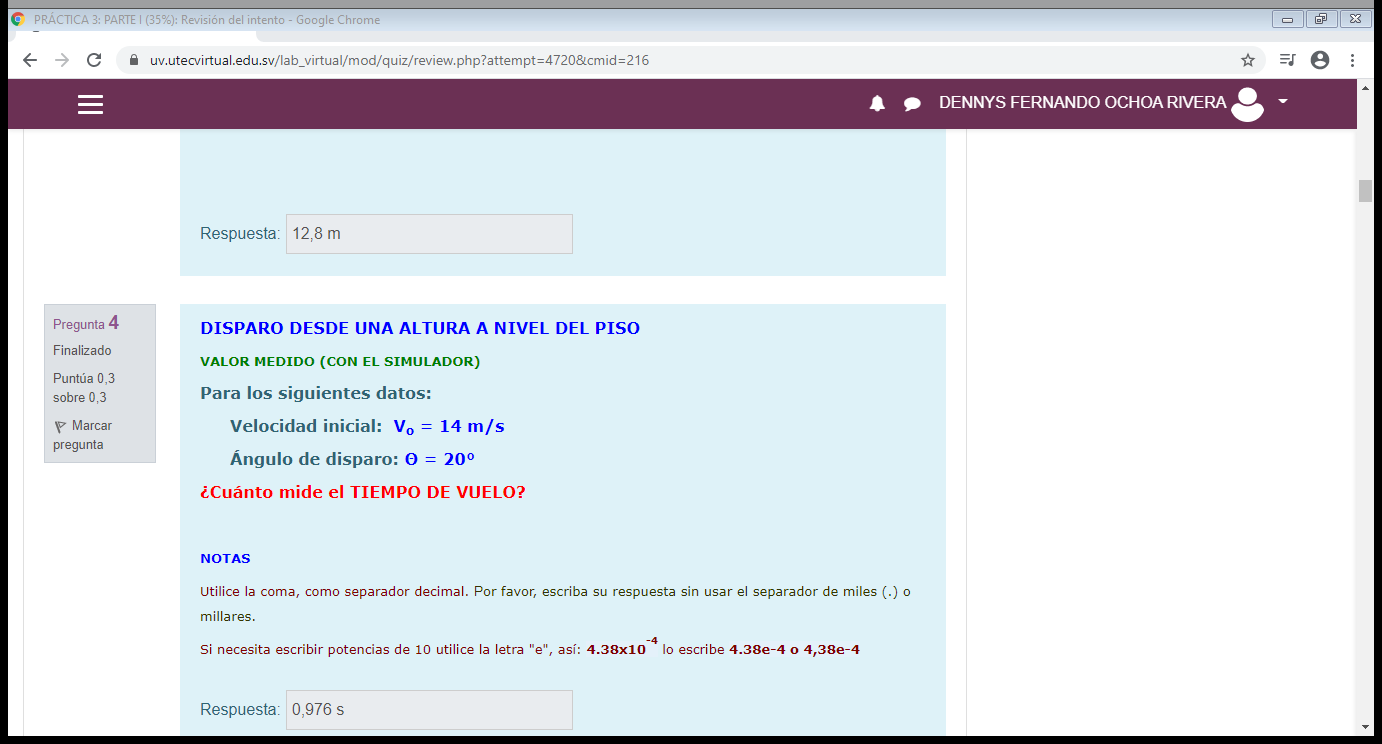 PRÁCTICA 3: PARTE I (35%): Revisión del intento - Google Chrome
uv.utecvirtual.edu.sv/lab_virtual/mod/quiz/review.php?attempt=4720&cmid=216
DENNYS FERNANDO OCHOA RIVERA
Respuesta: 12,8 m
Pregunta 4
Finalizado
Puntúa 0,3
sobre 0,3
Marcar
pregunta
DISPARO DESDE UNA ALTURA A NIVEL DEL PISO
VALOR MEDIDO (CON EL SIMULADOR)
Para los siguientes datos:
Velocidad inicial: Vo = 14 m/s
Ángulo de disparo: Θ = 20º
¿Cuánto mide el TIEMPO DE VUELO?
NOTAS
Utilice la coma, como separador decimal. Por favor, escriba su respuesta sin usar el separador de miles (.) o
millares.
Si necesita escribir potencias de 10 utilice la letra "e", así: 4.38x10-4 lo escribe 4.38e-4 o 4,38e-4
Respuesta: 0,976 s